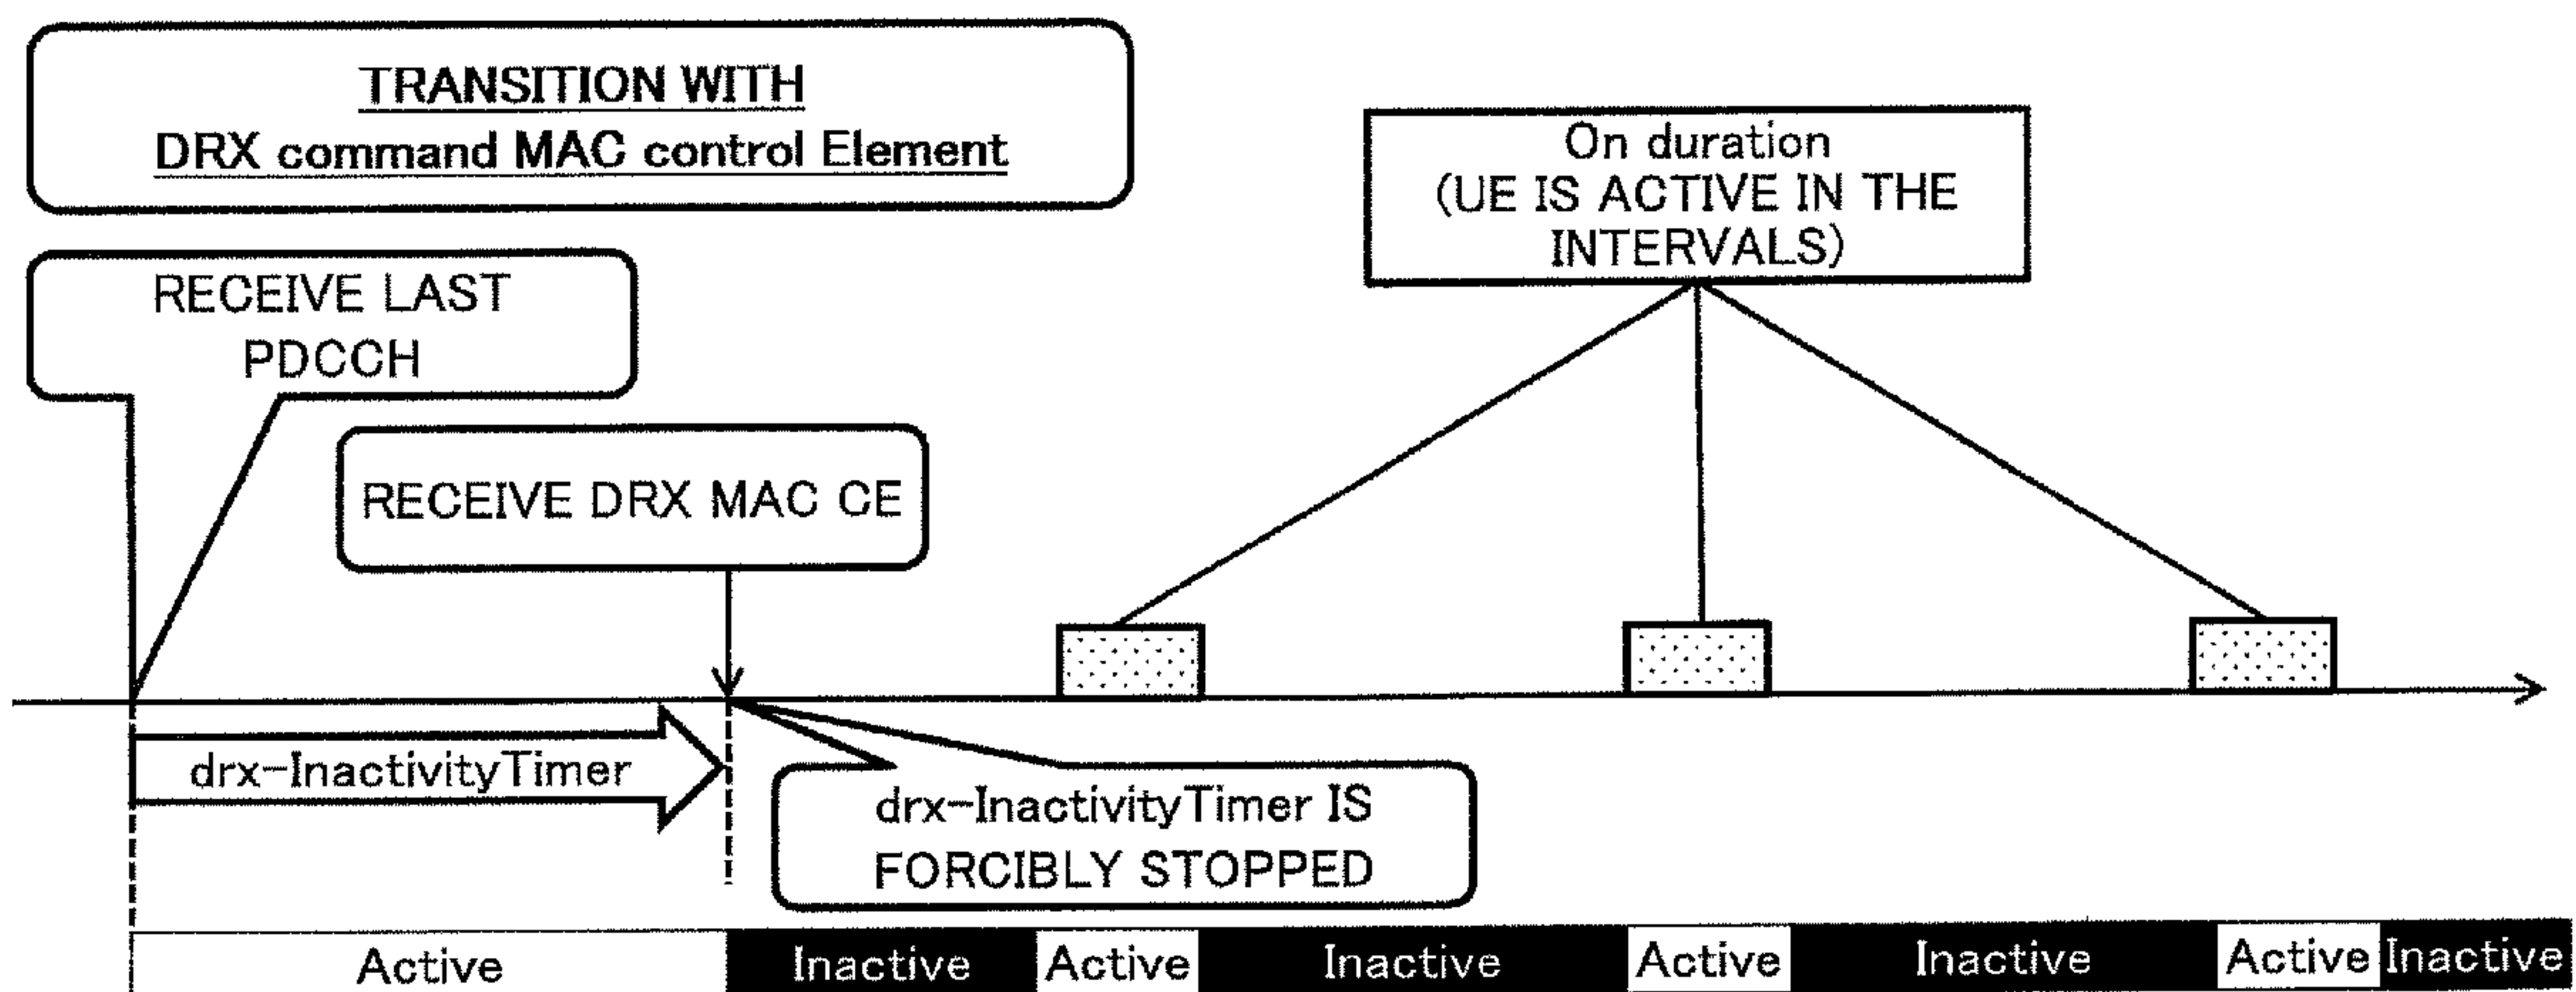 TRANSITION WITH
DRX command MAC control Element
On duration
(UE IS ACTIVE IN THE
INTERVALS)
RECEIVE LAST
PDCCH
RECEIVE DRX MAC CE
drx-InactivityTimer
drx-InactivityTimer IS
FORCIBLY STOPPED
Active Inactive Active Inactive Active Inactive Active Inactive